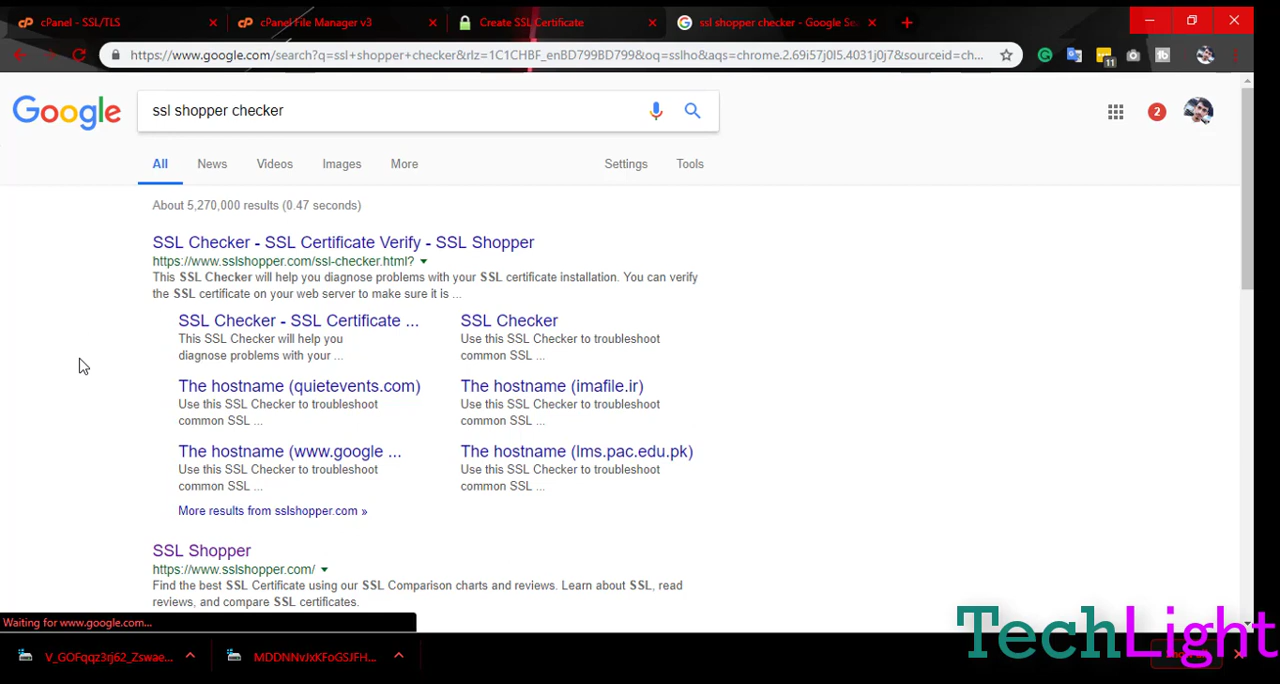 cPanel - SSL/TLS
cPanel File Manager v3
Create SSL Certificate
ssl shopper checker - Google Se
https://www.google.com/search?q=ssl+shopper+checker&rlz=1C1CHBF_enBD799BD799&oq=sslho&aqs=chrome.2.69i57j0l5.4031j0j7&sourceid=ch...
11
Google
ssl shopper checker
2
All News Videos Images More Settings Tools
About 5,270,000 results (0.47 seconds)
SSL Checker - SSL Certificate Verify - SSL Shopper
https://www.sslshopper.com/ssl-checker.html?
This SSL Checker will help you diagnose problems with your SSL certificate installation. You can verify
the SSL certificate on your web server to make sure it is ...
SSL Checker - SSL Certificate ...
This SSL Checker will help you
diagnose problems with your ...
SSL Checker
Use this SSL Checker to troubleshoot
common SSL ...
The hostname (quietevents.com)
Use this SSL Checker to troubleshoot
common SSL ...
The hostname (imafile.ir)
Use this SSL Checker to troubleshoot
common SSL ...
The hostname (www.google ...
Use this SSL Checker to troubleshoot
common SSL ...
The hostname (lms.pac.edu.pk)
Use this SSL Checker to troubleshoot
common SSL ...
More results from sslshopper.com »
SSL Shopper
https://www.sslshopper.com/
Find the best SSL Certificate using our SSL Comparison charts and reviews. Learn about SSL, read
reviews, and compare SSL certificates.
Waiting for www.google.com...
V_GOFqqz3rj62_Zswae...
MDDNNvJxKFoGSJFH...
TechLight